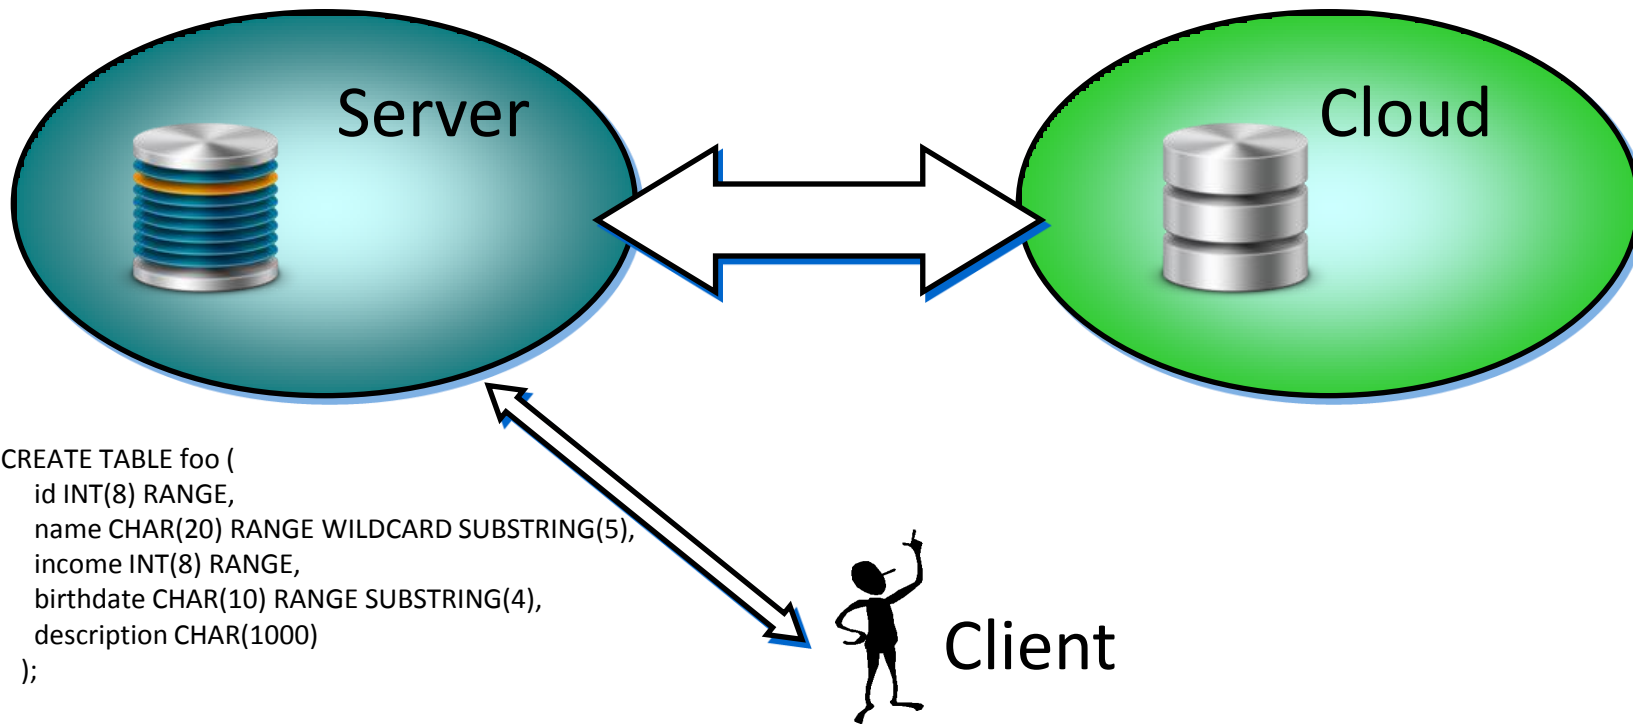 Server
Cloud
CREATE TABLE foo (
id INT(8) RANGE,
name CHAR(20) RANGE WILDCARD SUBSTRING(5),
income INT(8) RANGE,
birthdate CHAR(10) RANGE SUBSTRING(4),
description CHAR(1000)
);
Client